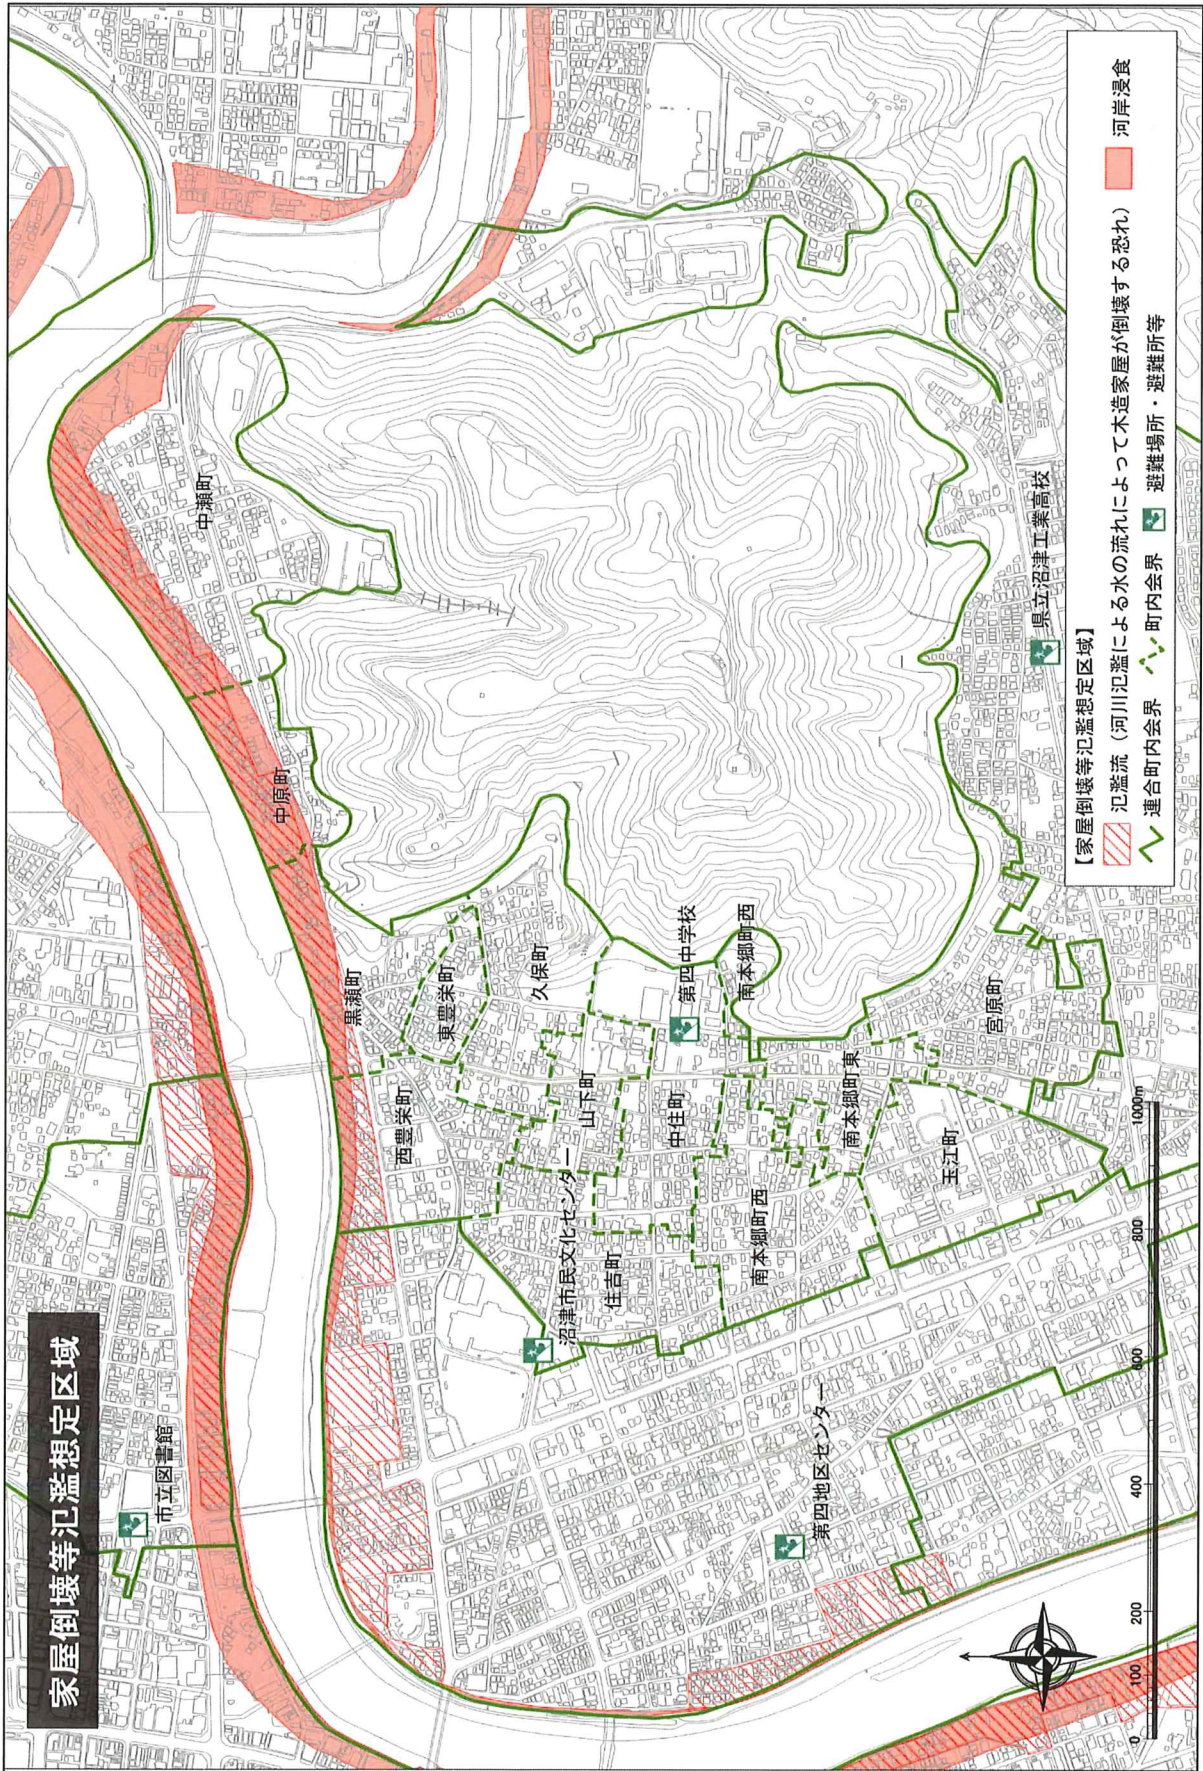 家屋倒壊等氾濫想定区域
市立図書館
中瀬町
中原町
黒瀬町
西豊栄町
東豊栄町
久保町
沼津市民文化センター
山下町
住吉町
中住町
第四中学校
南本郷町西
南本郷町西
南本郷町東
第四地区センター
玉江町
宮原町
県立沼津工業高校
【家屋倒壊等氾濫想定区域】
氾濫流（河川氾濫による水の流れによって木造家屋が倒壊する恐れ） 河岸浸食
連合町内会界 町内会界 避難場所・避難所等
0 100 200 400 600 800 1000m